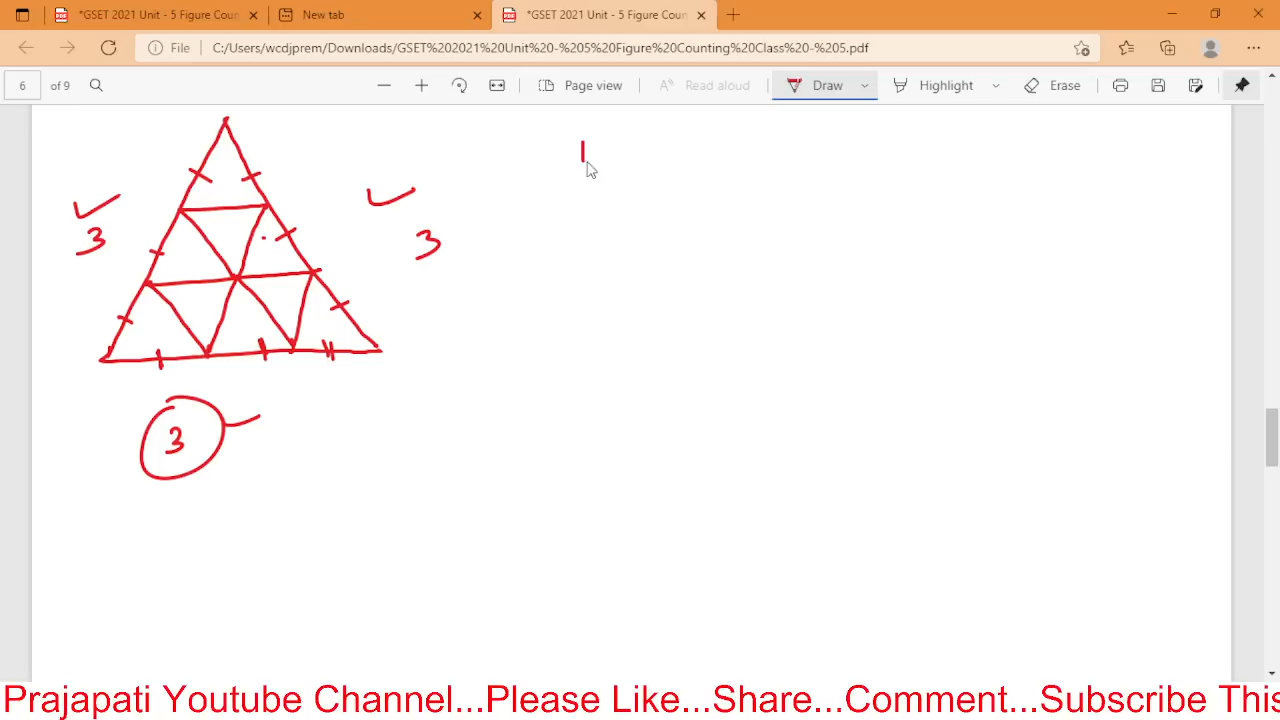 *GSET 2021 Unit - 5 Figure Coun
New tab
*GSET 2021 Unit - 5 Figure Coun
File
C:/Users/wcdjprem/Downloads/GSET%202021%20Unit%20-%205%20Figure%20Counting%20Class%20-%205.pdf
6 of 9
Page view
Read aloud
Draw
Highlight
Erase
1
3
3
3
Prajapati Youtube Channel...Please Like...Share...Comment...Subscribe This